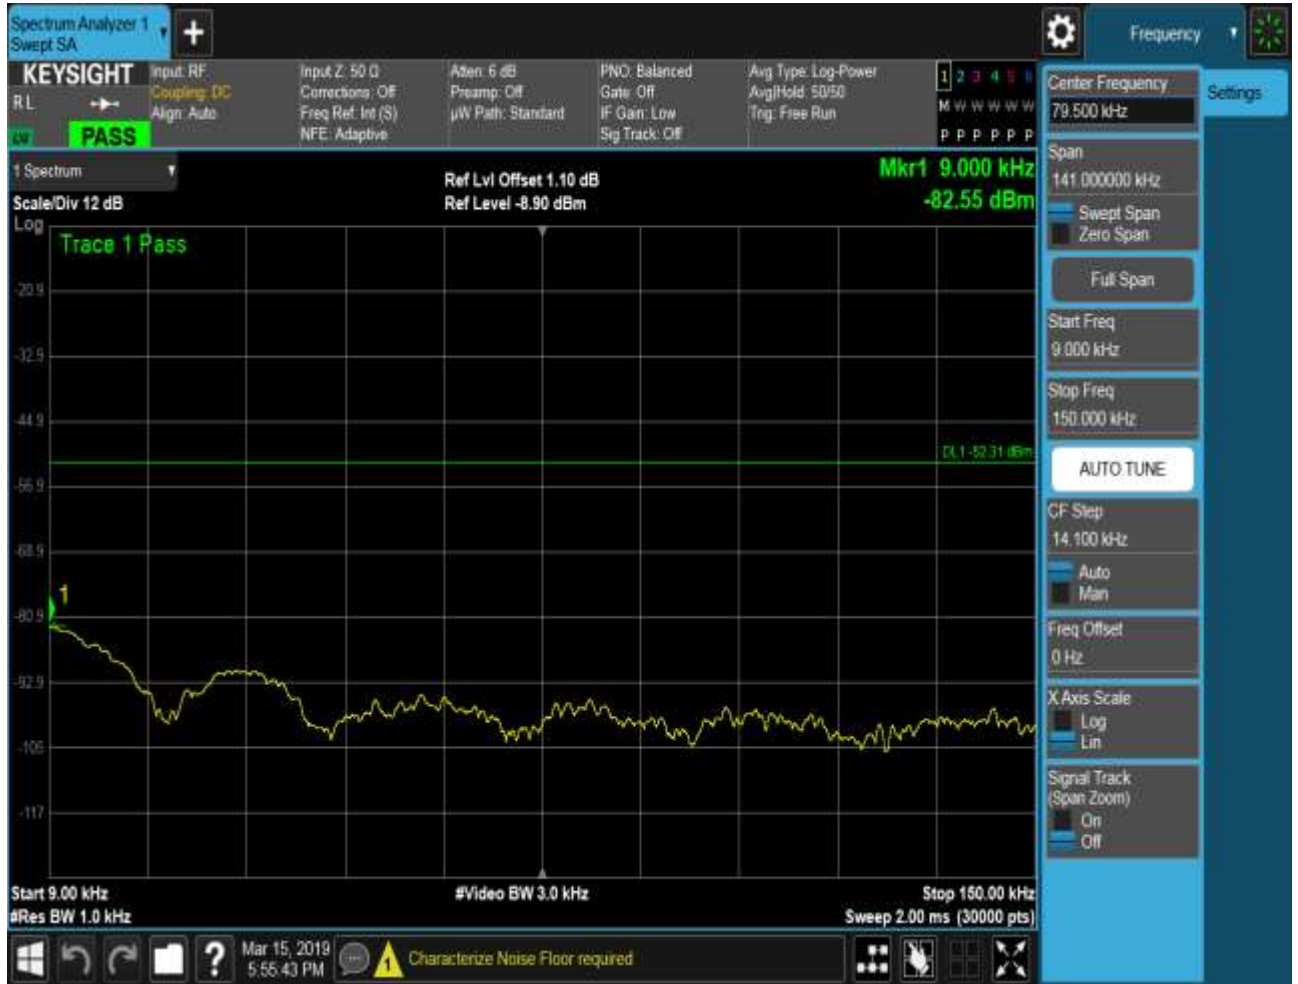 Spectrum Analyzer 1
Swept SA
Frequency
KEYSIGHT
R L
PASS
Input: RF
Coupling: DC
Align: Auto
Input Z: 50 Ω
Corrections: Off
Freq Ref: Int (S)
NFE: Adaptive
Atten: 6 dB
Preamp: Off
µW Path: Standard
PNO: Balanced
Gate: Off
IF Gain: Low
Sig Track: Off
Avg Type: Log-Power
Avg|Hold: 50/50
Trig: Free Run
1 2 3 4 5 6
M W W W W W
P P P P P P
1 Spectrum
Scale/Div 12 dB
Log
Ref Lvl Offset 1.10 dB
Ref Level -8.90 dBm
Mkr1 9.000 kHz
-82.55 dBm
Trace 1 Pass
-20.9
-32.9
-44.9
DL1 -52.31 dBm
-56.9
-68.9
1
-80.9
-92.9
-105
-117
Start 9.00 kHz
#Res BW 1.0 kHz
#Video BW 3.0 kHz
Stop 150.00 kHz
Sweep 2.00 ms (30000 pts)
Center Frequency
79.500 kHz
Settings
Span
141.000000 kHz
Swept Span
Zero Span
Full Span
Start Freq
9.000 kHz
Stop Freq
150.000 kHz
AUTO TUNE
CF Step
14.100 kHz
Auto
Man
Freq Offset
0 Hz
X Axis Scale
Log
Lin
Signal Track
(Span Zoom)
On
Off
?
Mar 15, 2019
5:55:43 PM
1
Characterize Noise Floor required